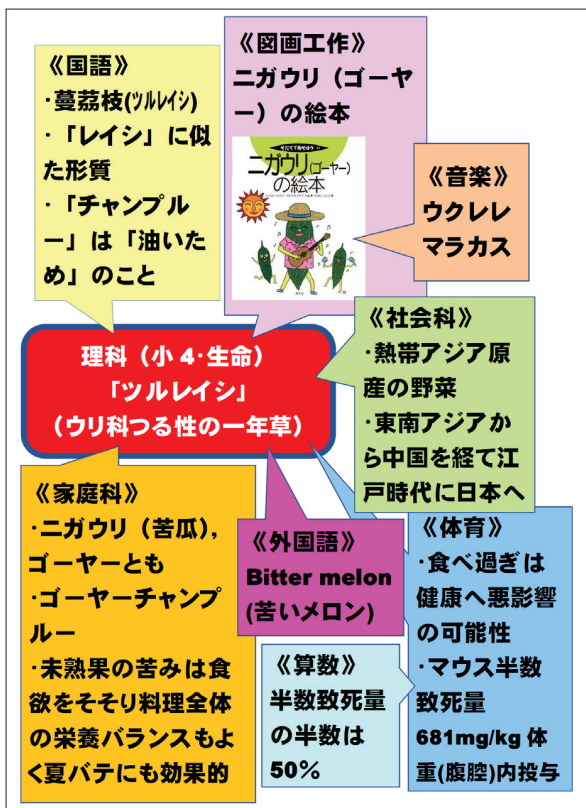 《国語》
・蔓茘枝(ツルレイシ)
・「レイシ」に似
た形質
・「チャンプル
ー」は「油いた
め」のこと
《図画工作》
ニガウリ（ゴーヤ
ー）の絵本
そだててあそぼう
ニガウリ(ゴーヤー)
の絵本
《音楽》
ウクレレ
マラカス
《社会科》
・熱帯アジア原
産の野菜
・東南アジアか
ら中国を経て江
戸時代に日本へ
理科（小４・生命）
「ツルレイシ」
（ウリ科つる性の一年草）
《家庭科》
・ニガウリ（苦瓜），
ゴーヤーとも
・ゴーヤーチャンプ
ルー
・未熟果の苦みは食
欲をそそり料理全体
の栄養バランスもよ
く夏バテにも効果的
《外国語》
Bitter melon
(苦いメロン)
《算数》
半数致死量
の半数は
50%
《体育》
・食べ過ぎは
健康へ悪影響
の可能性
・マウス半数
致死量
681mg/kg 体
重(腹腔)内投与